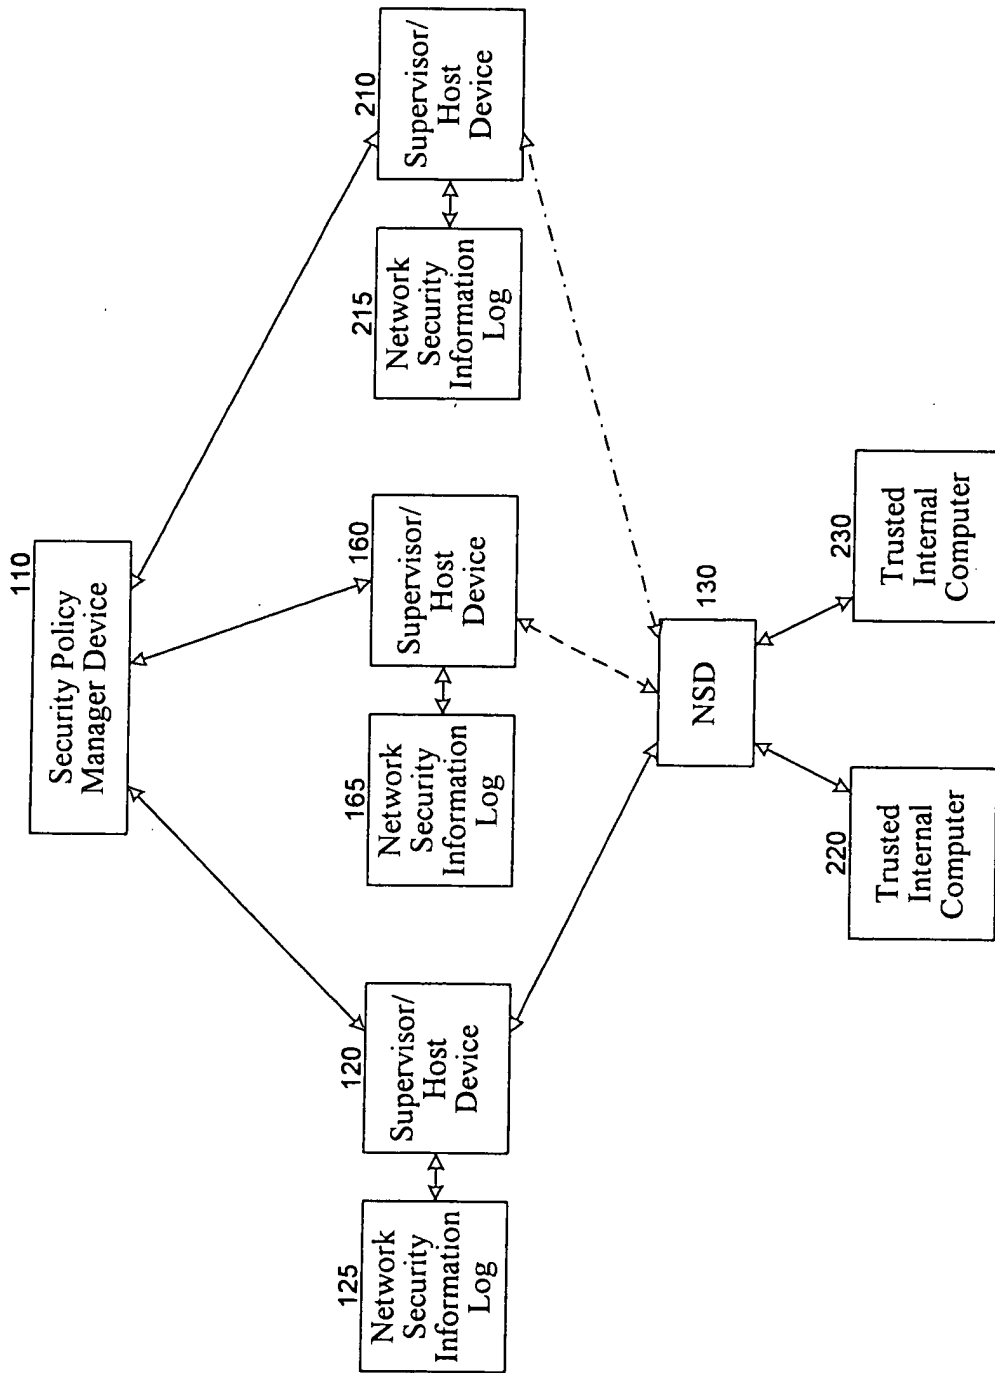 110
Security Policy
Manager Device
120
Supervisor/
Host
Device
125
Network
Security
Information
Log
160
Supervisor/
Host
Device
165
Network
Security
Information
Log
210
Supervisor/
Host
Device
215
Network
Security
Information
Log
NSD
130
220
Trusted
Internal
Computer
230
Trusted
Internal
Computer